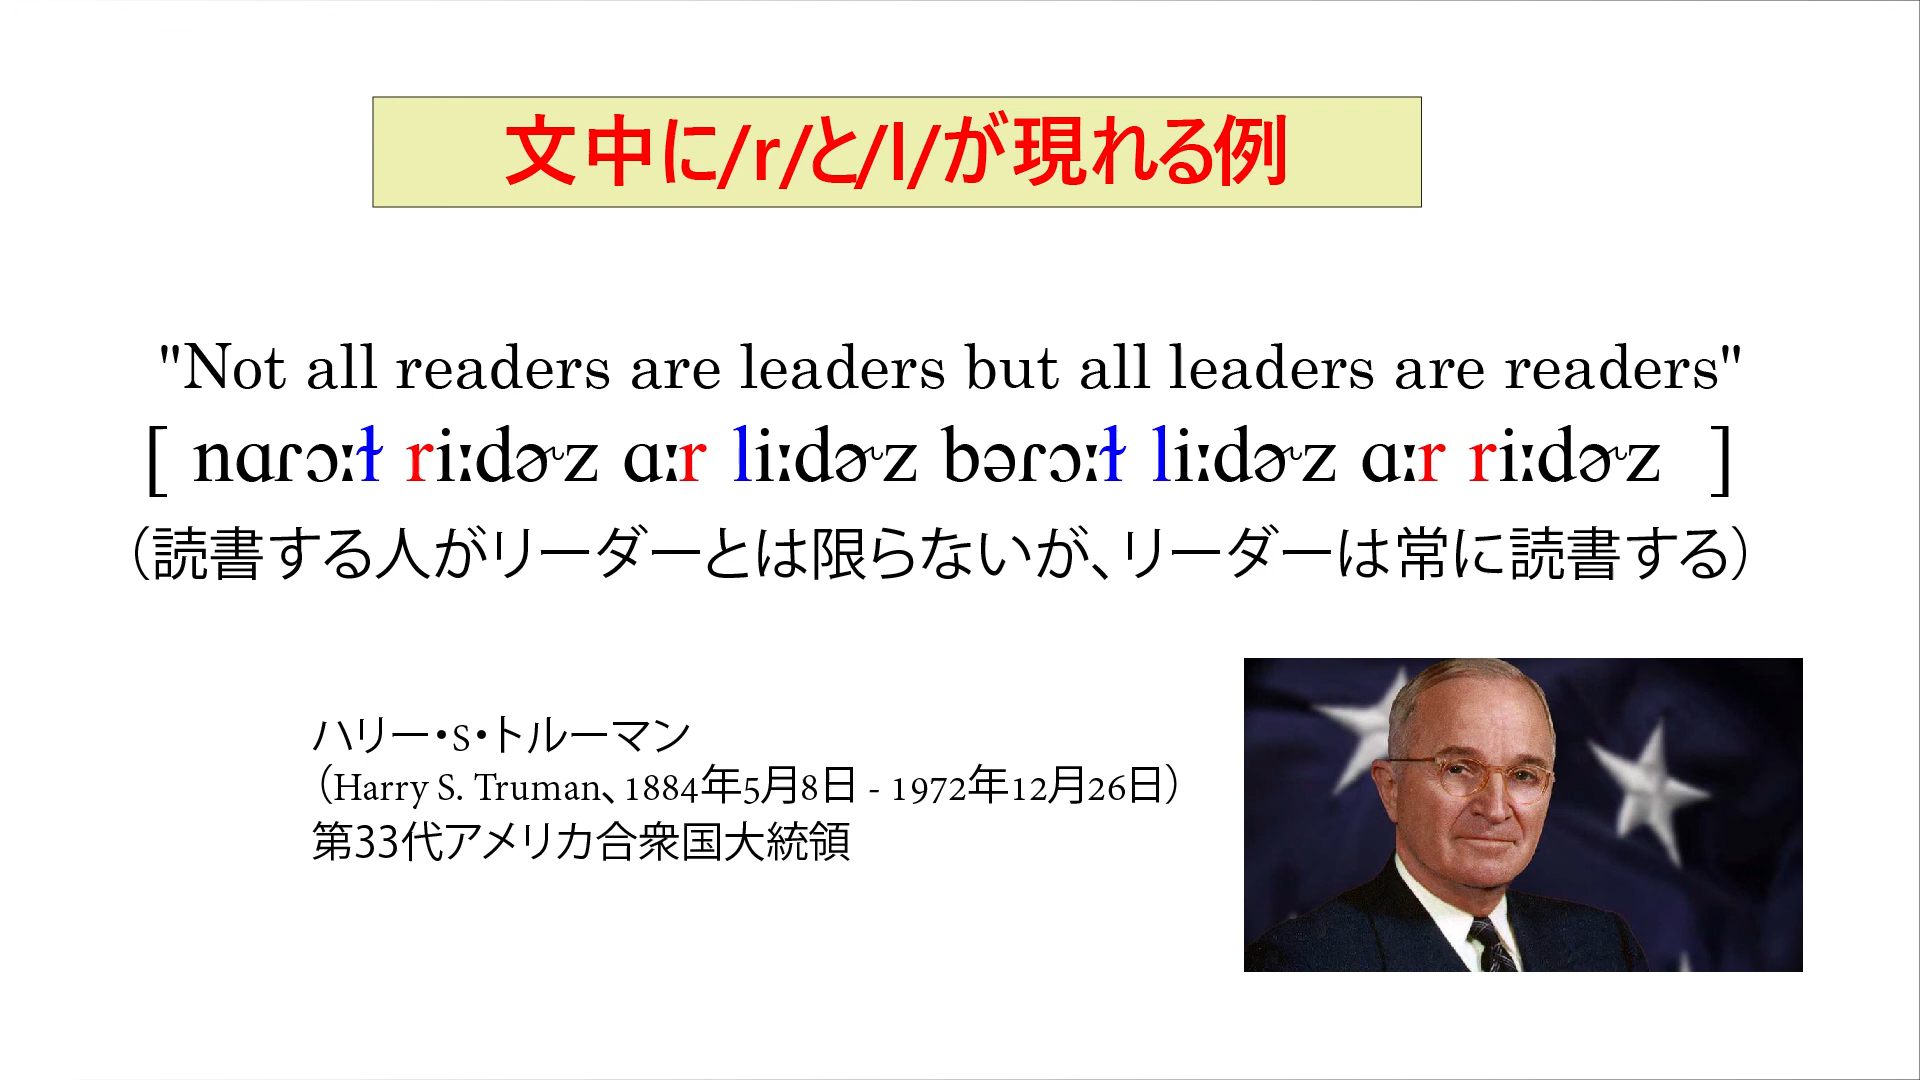 文中に/r/と/l/が現れる例
"Not all readers are leaders but all leaders are readers"
[ nɑɾɔːɫ riːdɚz ɑːr liːdɚz bəɾɔːɫ liːdɚz ɑːr riːdɚz ]
（読書する人がリーダーとは限らないが、リーダーは常に読書する）
ハリー・S・トルーマン
（Harry S. Truman、1884年5月8日 - 1972年12月26日）
第33代アメリカ合衆国大統領